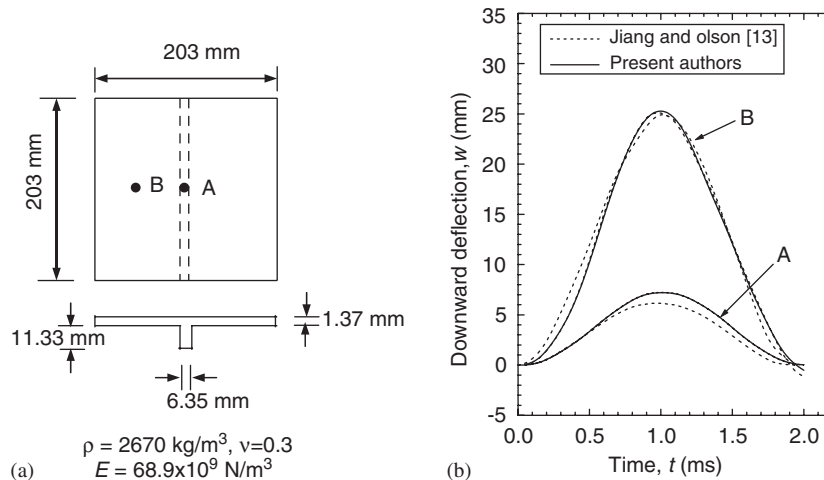 203 mm
203 mm
B
A
1.37 mm
11.33 mm
6.35 mm
ρ = 2670 kg/m³, ν=0.3
E = 68.9x10⁹ N/m³
(a)
35
30
25
20
15
10
5
0
-5
0.0
0.5
1.0
1.5
2.0
Downward deflection, w (mm)
Time, t (ms)
Jiang and olson [13]
Present authors
B
A
(b)